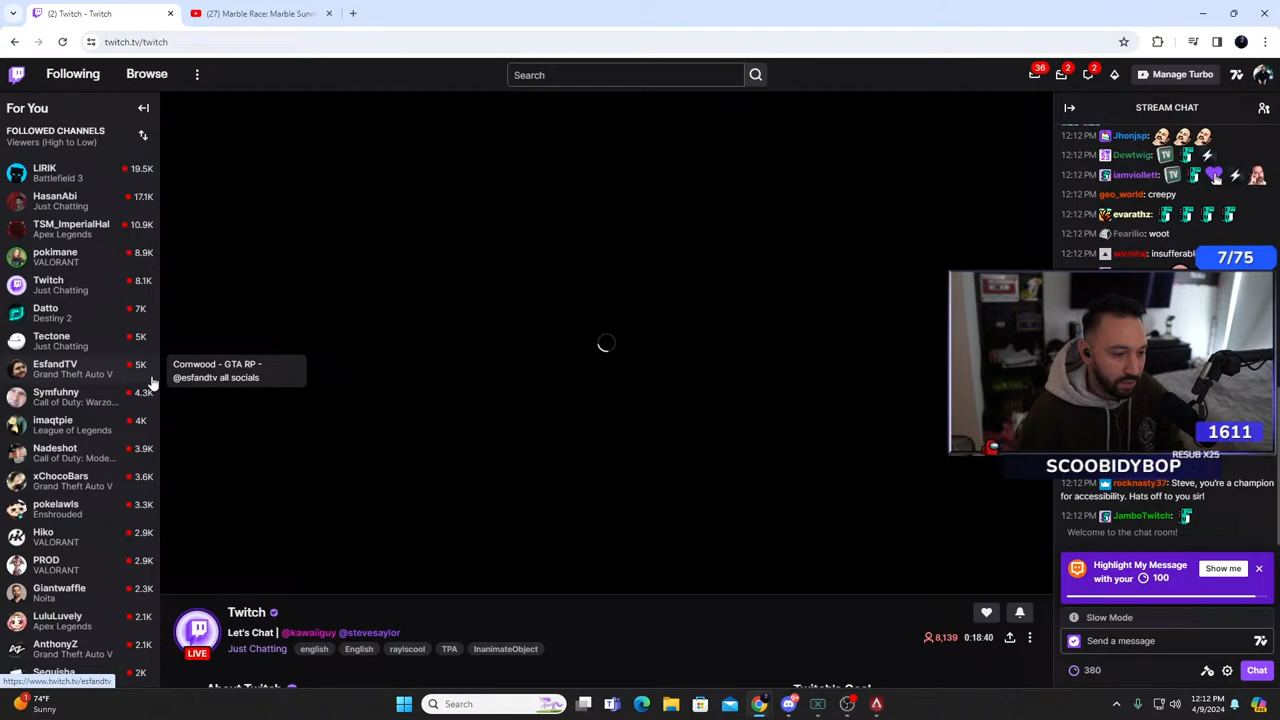 (2) Twitch - Twitch
(27) Marble Race: Marble Surviv
twitch.tv/twitch
Following
Browse
Search
36
2
2
Manage Turbo
For You
FOLLOWED CHANNELS
Viewers (High to Low)
LIRIK 19.5K
Battlefield 3
HasanAbi 17.1K
Just Chatting
TSM_ImperialHal 10.9K
Apex Legends
pokimane 8.9K
VALORANT
Twitch 8.1K
Just Chatting
Datto 7K
Destiny 2
Tectone 5K
Just Chatting
EsfandTV 5K
Grand Theft Auto V
Symfuhny 4.3K
Call of Duty: Warzo...
imaqtpie 4K
League of Legends
Nadeshot 3.9K
Call of Duty: Mode...
xChocoBars 3.6K
Grand Theft Auto V
pokelawls 3.3K
Enshrouded
Hiko 2.9K
VALORANT
PROD 2.9K
VALORANT
Giantwaffle 2.3K
Noita
LuluLuvely 2.1K
Apex Legends
AnthonyZ 2.1K
Grand Theft Auto V
Sequisha 2K
https://www.twitch.tv/esfandtv
Cornwood - GTA RP -
@esfandtv all socials
Twitch
LIVE
Let's Chat | @kawaiiguy @stevesaylor
Just Chatting english English rayiscool TPA InanimateObject
8,139 0:18:40
About Twitch
STREAM CHAT
12:12 PM Jhonjsp:
12:12 PM Dewtwig:
12:12 PM iamviollett:
12:12 PM geo_world: creepy
12:12 PM evarathz:
12:12 PM Fearilio: woot
12:12 PM
7/75
1611
RESUB X25
SCOOBIDYBOP
12:12 PM rocknasty37: Steve, you're a champion
for accessibility. Hats off to you sir!
12:12 PM JamboTwitch:
Welcome to the chat room!
Highlight My Message
with your 100
Show me
Slow Mode
Send a message
380
Chat
74°F
Sunny
Search
12:12 PM
4/9/2024